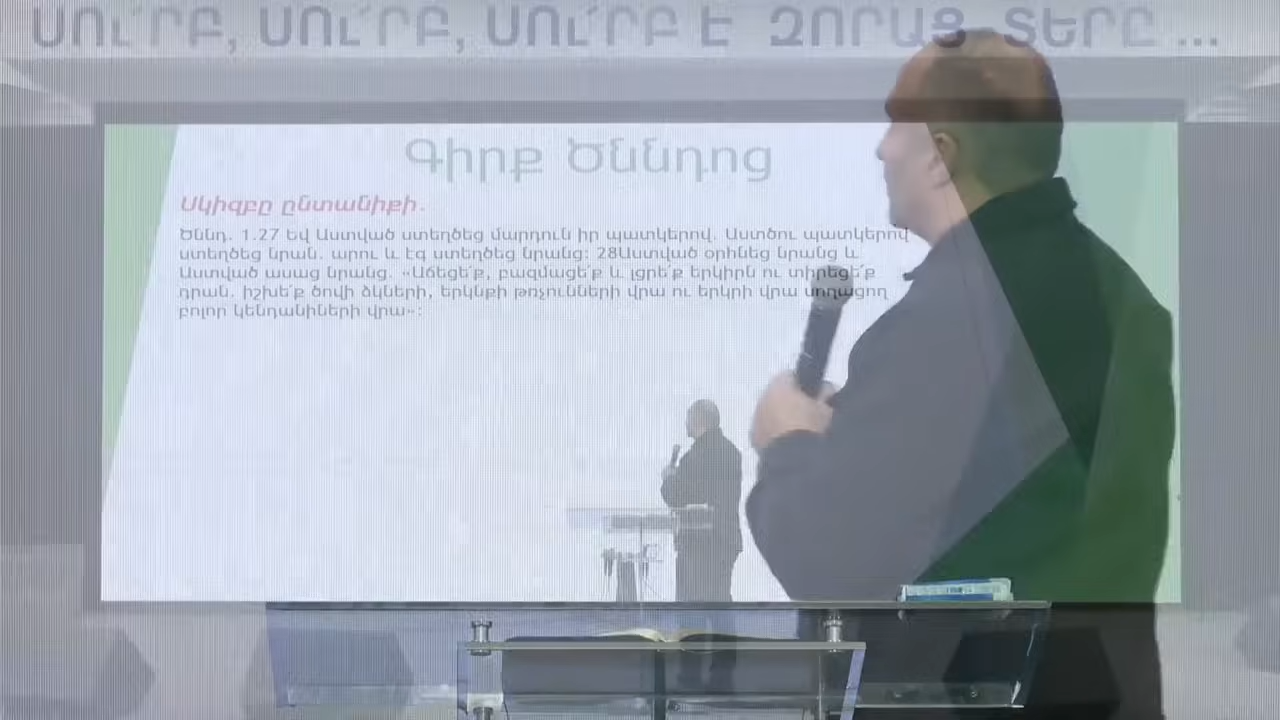 ՍՈւ՜ՐԲ, ՍՈւ՜ՐԲ, ՍՈւ՜ՐԲ Է ԶՈՐԱՑ ՏԵՐԸ ...
Գիրք Ծննդոց
Սկիզբը ընտանիքի.
Ծննդ. 1.27 Եվ Աստված ստեղծեց մարդուն իր պատկերով. Աստծու պատկերով
ստեղծեց նրան. արու և էգ ստեղծեց նրանց: 28Աստված օրհնեց նրանց և
Աստված ասաց նրանց. «Աճեցե՛ք, բազմացե՛ք և լցրե՛ք երկիրն ու տիրեցե՛ք
դրան. իշխե՛ք ծովի ձկների, երկնքի թռչունների վրա ու երկրի վրա սողացող
բոլոր կենդանիների վրա»: